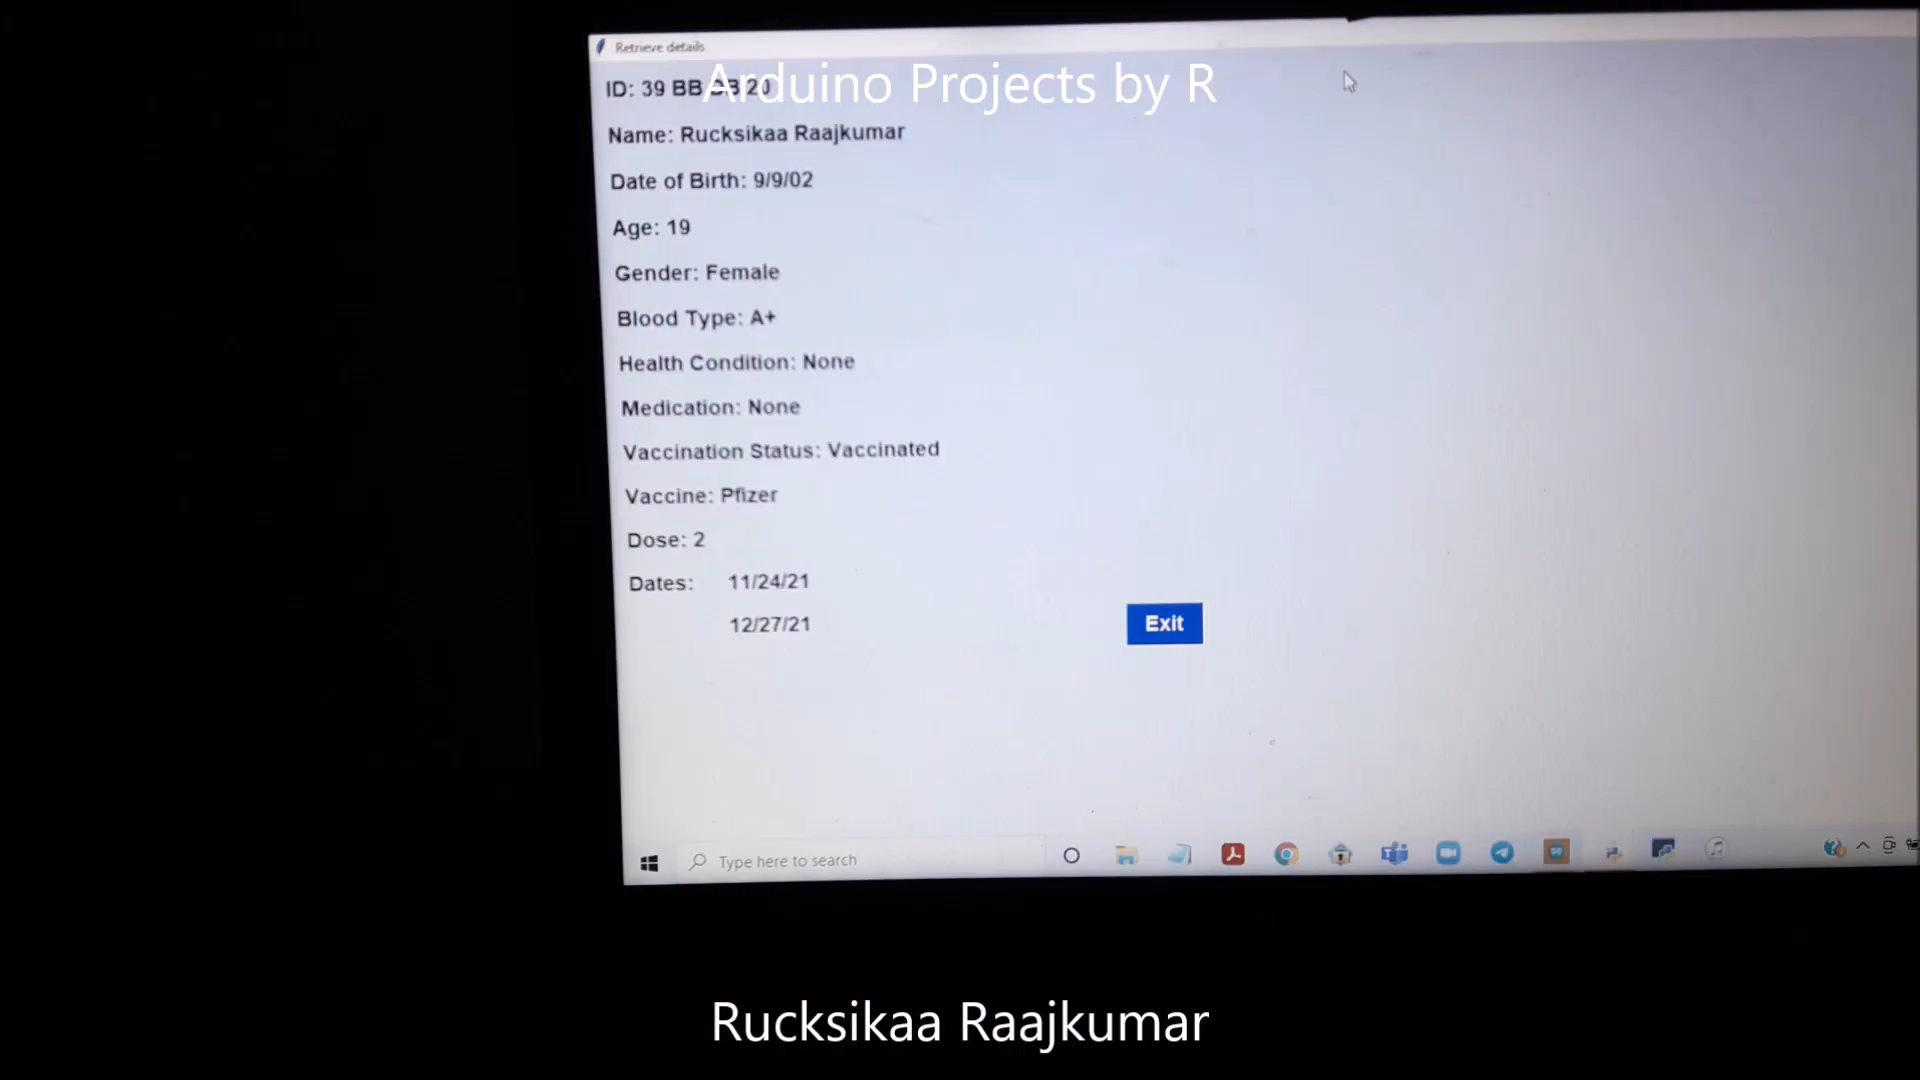 Retrieve details
Arduino Projects by R
ID: 39 BB BB 20
Name: Rucksikaa Raajkumar
Date of Birth: 9/9/02
Age: 19
Gender: Female
Blood Type: A+
Health Condition: None
Medication: None
Vaccination Status: Vaccinated
Vaccine: Pfizer
Dose: 2
Dates: 11/24/21
12/27/21
Exit
Type here to search
Rucksikaa Raajkumar